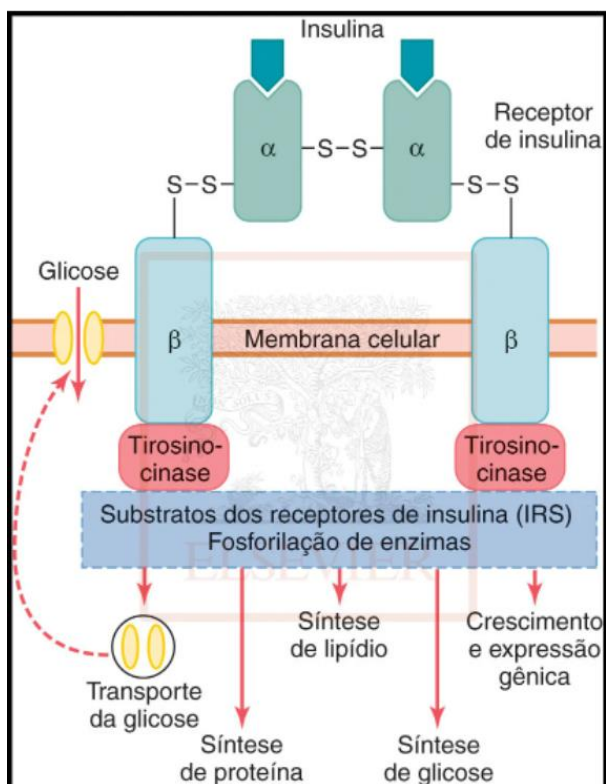 Insulina
α
α
S–S
S–S
S–S
Receptor
de insulina
Glicose
β
Membrana celular
β
Tirosino-
cinase
Tirosino-
cinase
Substratos dos receptores de insulina (IRS)
Fosforilação de enzimas
ELSEVIER
Transporte
da glicose
Síntese
de lipídio
Crescimento
e expressão
gênica
Síntese
de proteína
Síntese
de glicose